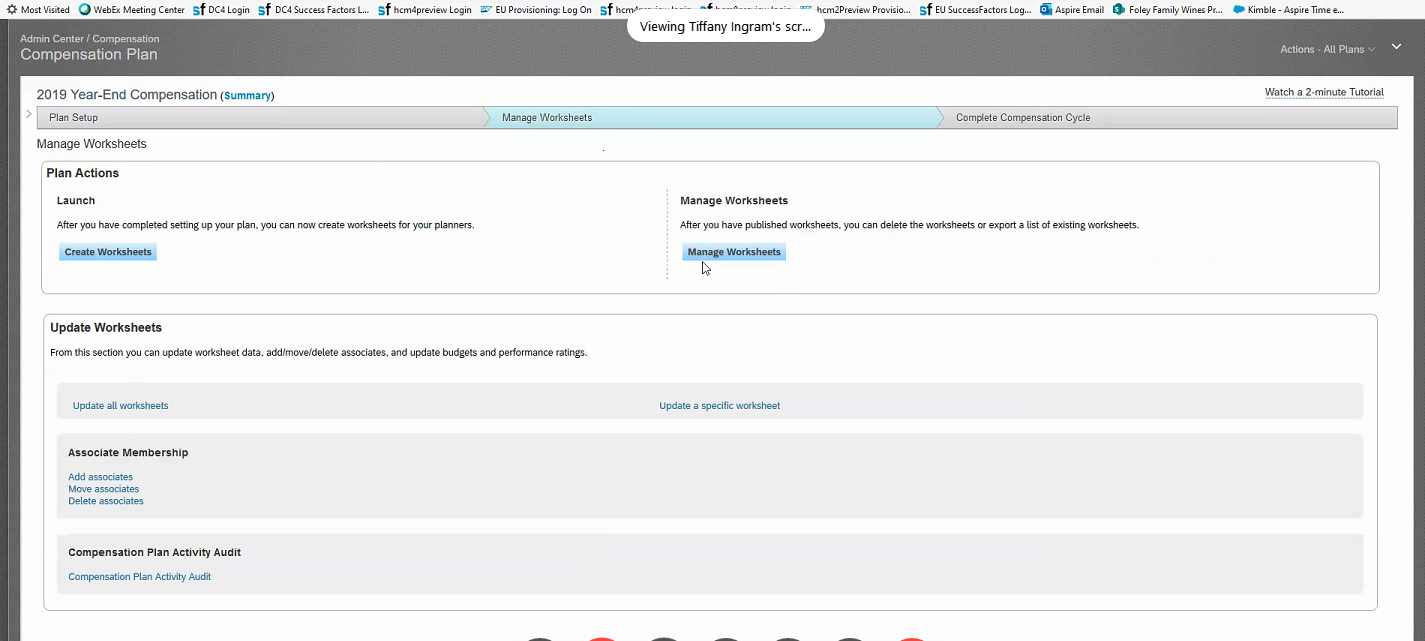 Most Visited WebEx Meeting Center Sf DC4 Login Sf DC4 Success Factors L... Sf hcm4preview Login EU Provisioning: Log On Sf hcm2Preview Provisio... Sf EU SuccessFactors Log... Aspire Email Foley Family Wines Pr... Kimble - Aspire Time e...
Viewing Tiffany Ingram's scr...
Admin Center / Compensation
Compensation Plan
Actions - All Plans
2019 Year-End Compensation (Summary)
Watch a 2-minute Tutorial
Plan Setup Manage Worksheets Complete Compensation Cycle
Manage Worksheets
Plan Actions
Launch
After you have completed setting up your plan, you can now create worksheets for your planners.
Create Worksheets
Manage Worksheets
After you have published worksheets, you can delete the worksheets or export a list of existing worksheets.
Manage Worksheets
Update Worksheets
From this section you can update worksheet data, add/move/delete associates, and update budgets and performance ratings.
Update all worksheets Update a specific worksheet
Associate Membership
Add associates
Move associates
Delete associates
Compensation Plan Activity Audit
Compensation Plan Activity Audit